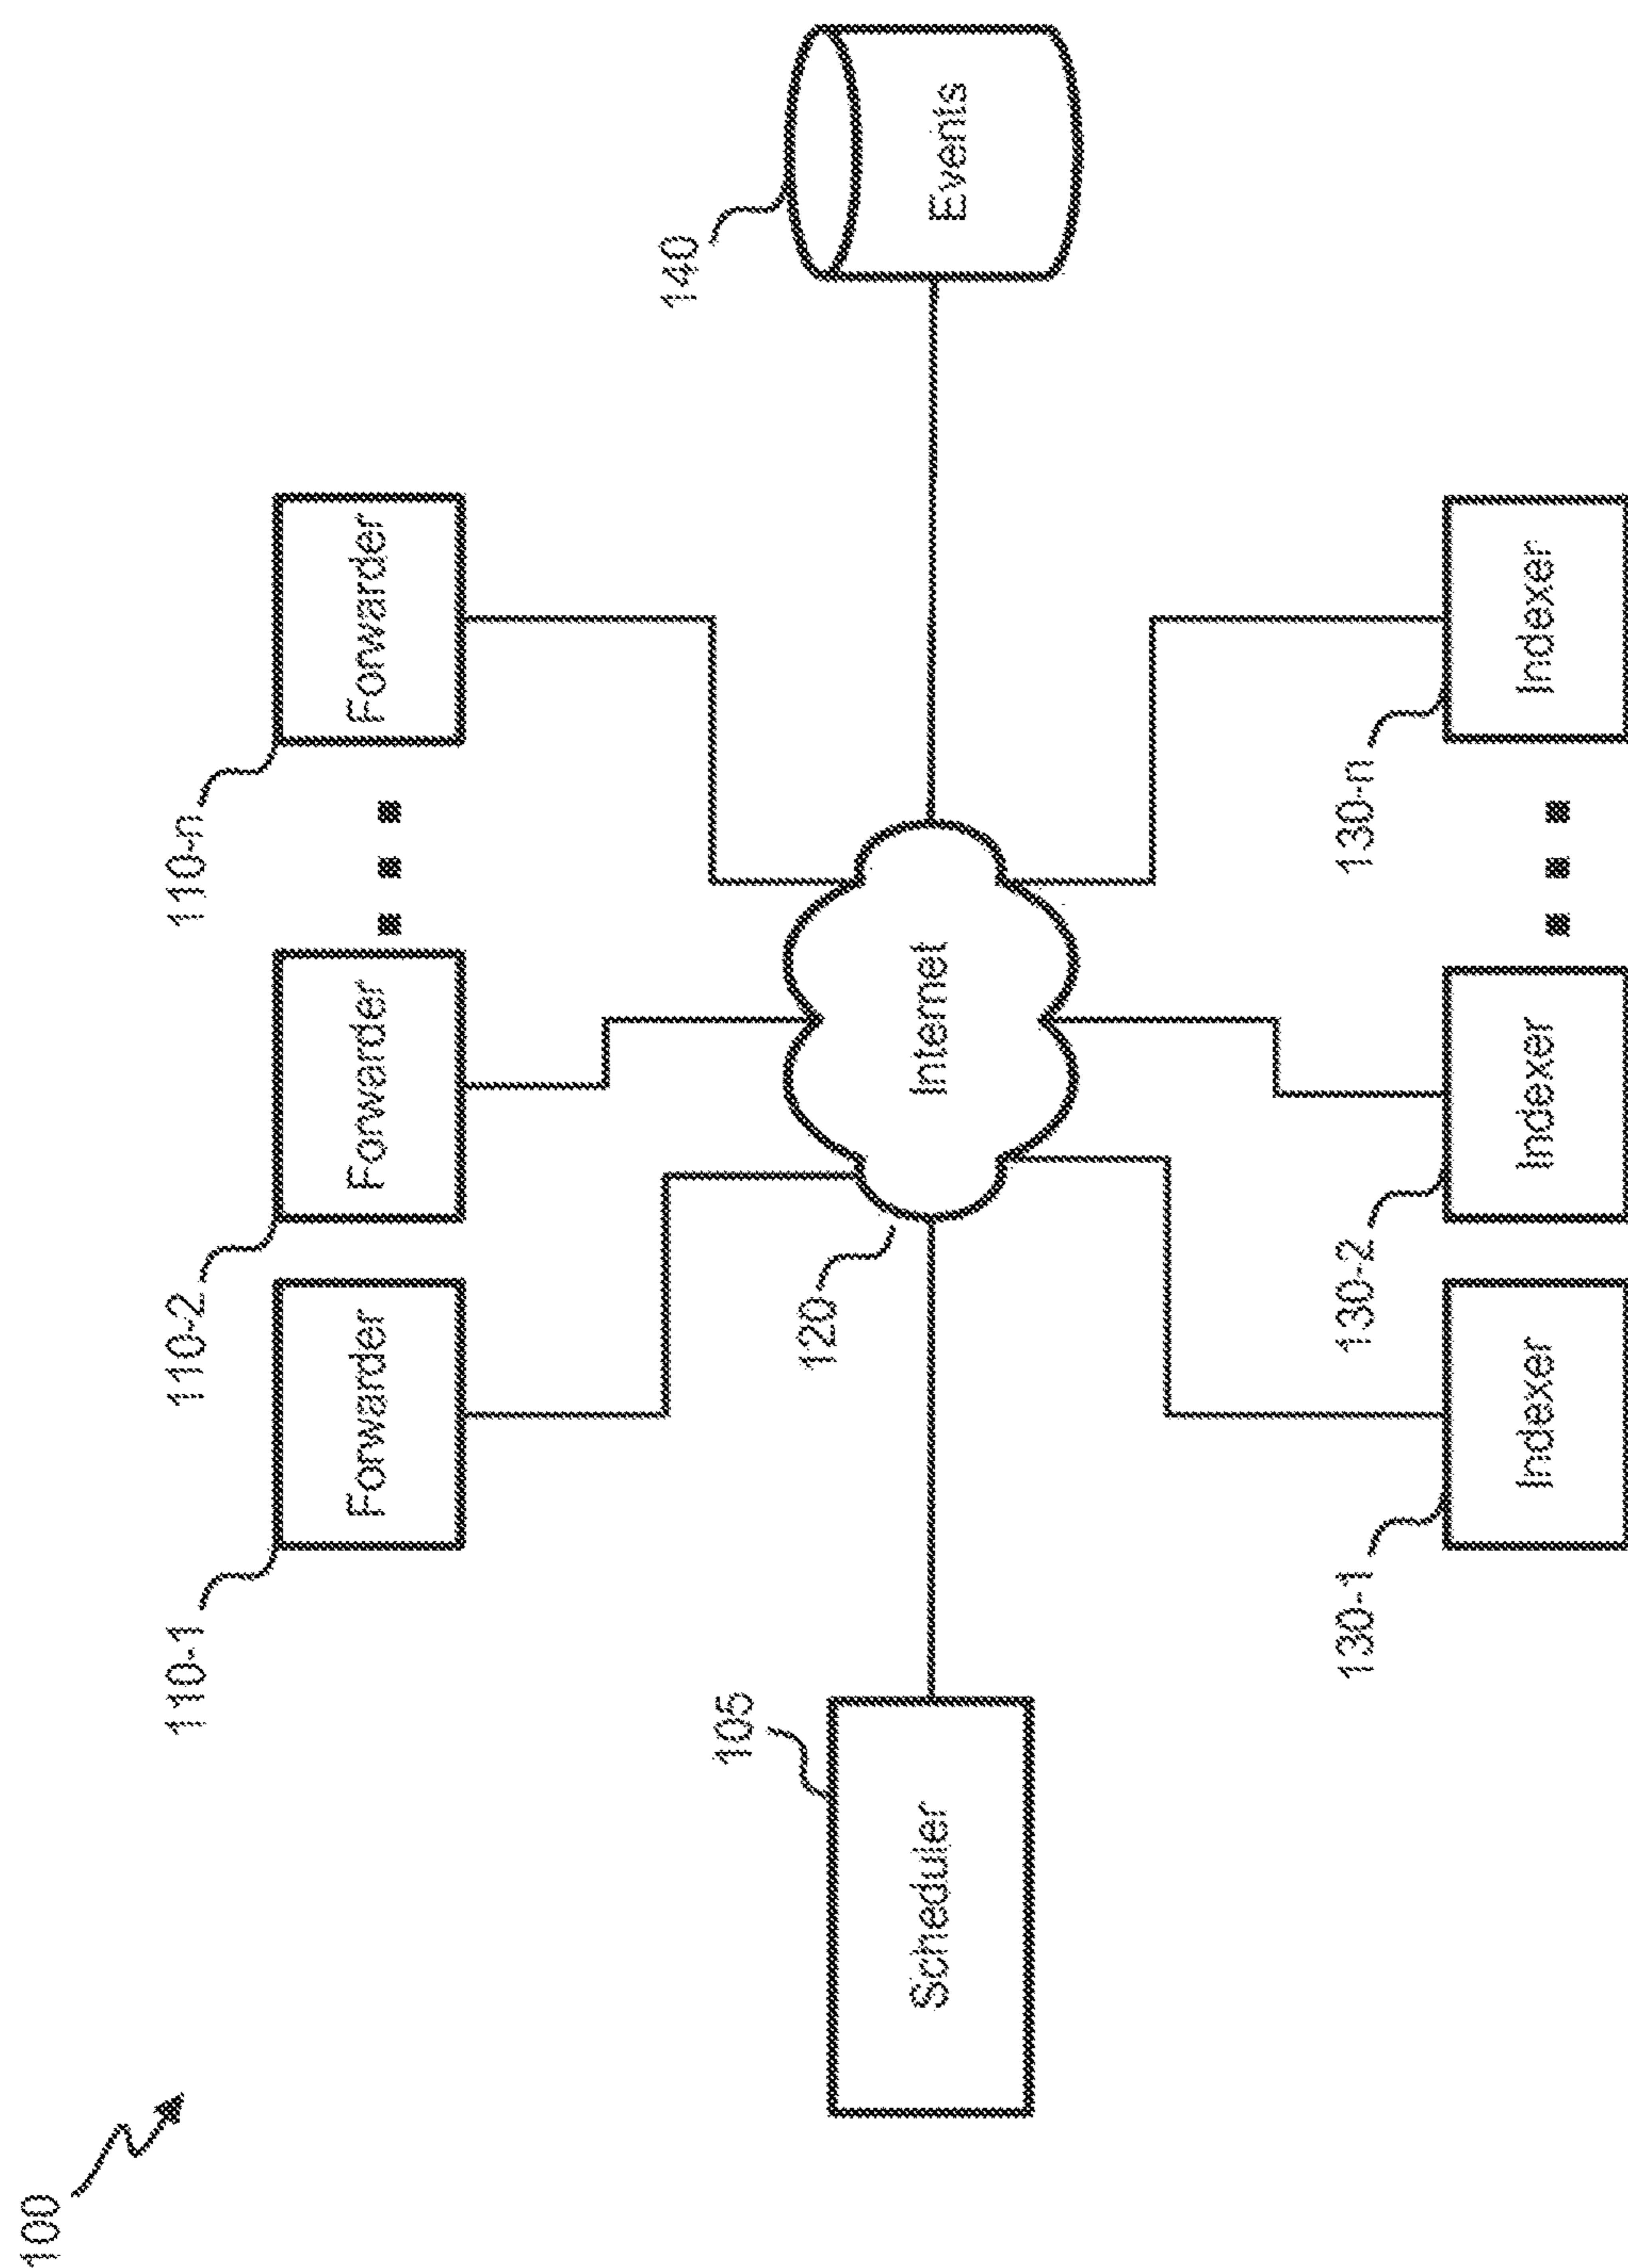 100
110-1
110-2
110-n
Forwarder
Forwarder
Forwarder
105
120
140
Scheduler
Internet
Events
130-1
130-2
130-n
Indexer
Indexer
Indexer